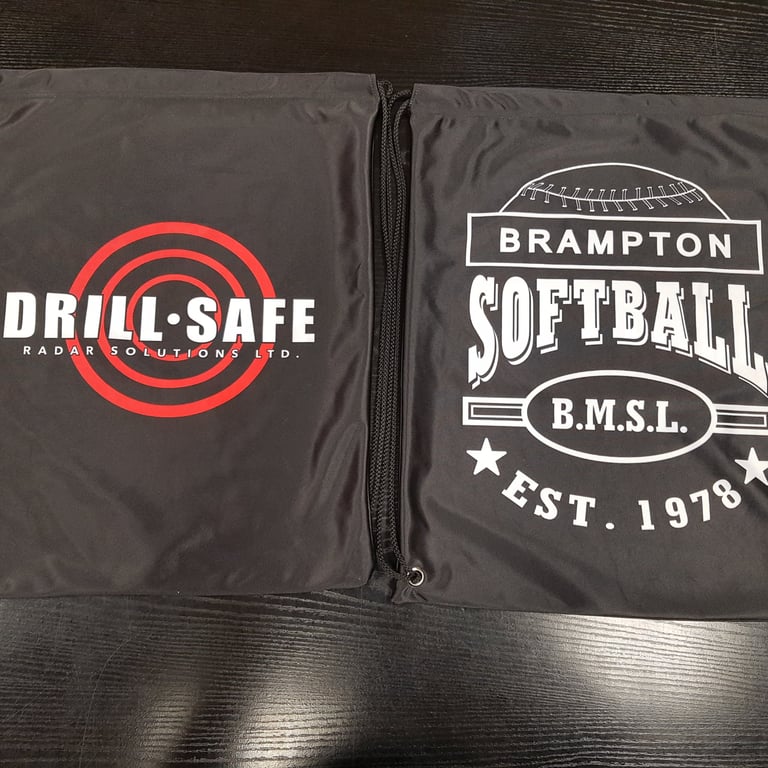 DRILL·SAFE
RADAR SOLUTIONS LTD.
BRAMPTON
SOFTBALL
B.M.S.L.
EST. 1978